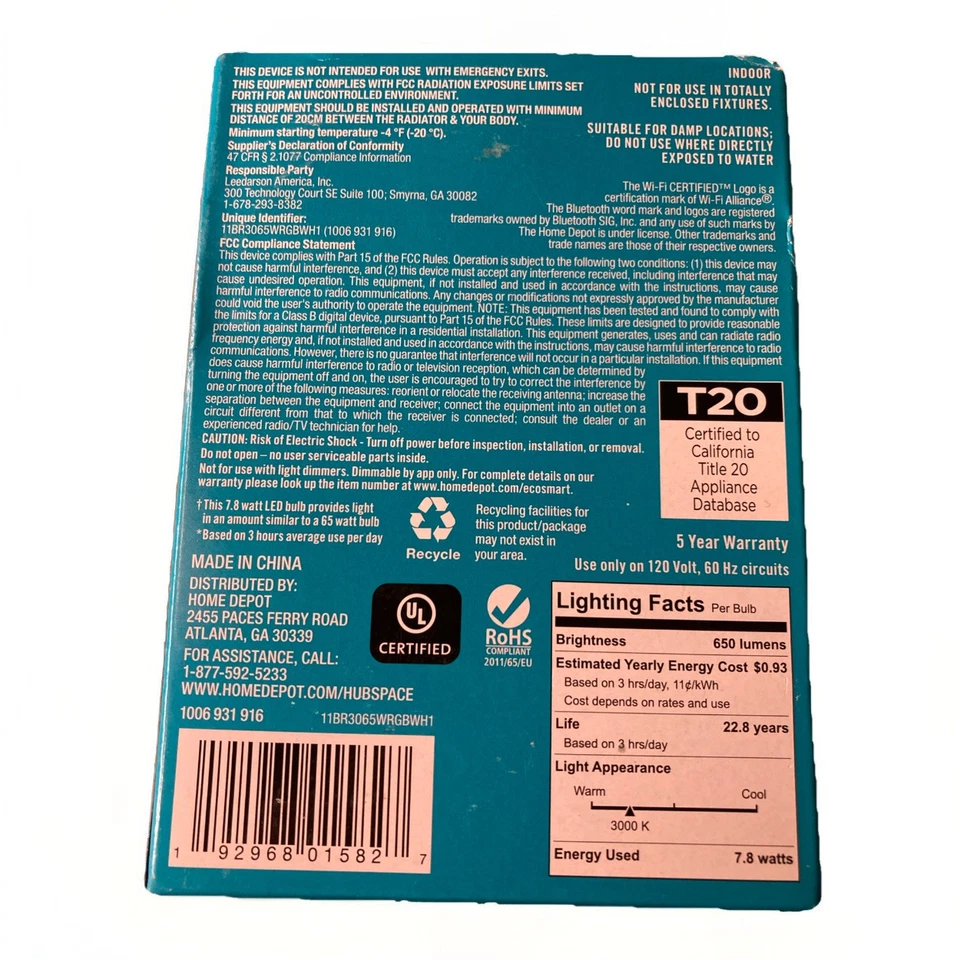 THIS DEVICE IS NOT INTENDED FOR USE WITH EMERGENCY EXITS.
THIS EQUIPMENT COMPLIES WITH FCC RADIATION EXPOSURE LIMITS SET
FORTH FOR AN UNCONTROLLED ENVIRONMENT.
THIS EQUIPMENT SHOULD BE INSTALLED AND OPERATED WITH MINIMUM
DISTANCE OF 20CM BETWEEN THE RADIATOR & YOUR BODY.
Minimum starting temperature -4 °F (-20 °C).
Supplier's Declaration of Conformity
47 CFR § 2.1077 Compliance Information
Responsible Party
Leedarson America, Inc.
300 Technology Court SE Suite 100; Smyrna, GA 30082
1-678-293-8382
Unique Identifier:
11BR3065WRGBWH1 (1006 931 916)
INDOOR
NOT FOR USE IN TOTALLY
ENCLOSED FIXTURES.
SUITABLE FOR DAMP LOCATIONS;
DO NOT USE WHERE DIRECTLY
EXPOSED TO WATER
The Wi-Fi CERTIFIED™ Logo is a
certification mark of Wi-Fi Alliance®.
The Bluetooth word mark and logos are registered
trademarks owned by Bluetooth SIG, Inc. and any use of such marks by
The Home Depot is under license. Other trademarks and
trade names are those of their respective owners.
FCC Compliance Statement
This device complies with Part 15 of the FCC Rules. Operation is subject to the following two conditions: (1) this device may
not cause harmful interference, and (2) this device must accept any interference received, including interference that may
cause undesired operation. This equipment, if not installed and used in accordance with the instructions, may cause
harmful interference to radio communications. Any changes or modifications not expressly approved by the manufacturer
could void the user's authority to operate the equipment. NOTE: This equipment has been tested and found to comply with
the limits for a Class B digital device, pursuant to Part 15 of the FCC Rules. These limits are designed to provide reasonable
protection against harmful interference in a residential installation. This equipment generates, uses and can radiate radio
frequency energy and, if not installed and used in accordance with the instructions, may cause harmful interference to radio
communications. However, there is no guarantee that interference will not occur in a particular installation. If this equipment
does cause harmful interference to radio or television reception, which can be determined by
turning the equipment off and on, the user is encouraged to try to correct the interference by
one or more of the following measures: reorient or relocate the receiving antenna; increase the
separation between the equipment and receiver; connect the equipment into an outlet on a
circuit different from that to which the receiver is connected; consult the dealer or an
experienced radio/TV technician for help.
CAUTION: Risk of Electric Shock - Turn off power before inspection, installation, or removal.
Do not open – no user serviceable parts inside.
Not for use with light dimmers. Dimmable by app only. For complete details on our
warranty please look up the item number at www.homedepot.com/ecosmart.
T20
Certified to
California
Title 20
Appliance
Database
†This 7.8 watt LED bulb provides light
in an amount similar to a 65 watt bulb
*Based on 3 hours average use per day
Recycle
Recycling facilities for
this product/package
may not exist in
your area.
5 Year Warranty
Use only on 120 Volt, 60 Hz circuits
MADE IN CHINA
DISTRIBUTED BY:
HOME DEPOT
2455 PACES FERRY ROAD
ATLANTA, GA 30339
FOR ASSISTANCE, CALL:
1-877-592-5233
WWW.HOMEDEPOT.COM/HUBSPACE
1006 931 916 11BR3065WRGBWH1
UL
CERTIFIED
RoHS
COMPLIANT
2011/65/EU
Lighting Facts Per Bulb
Brightness 650 lumens
Estimated Yearly Energy Cost $0.93
Based on 3 hrs/day, 11¢/kWh
Cost depends on rates and use
Life 22.8 years
Based on 3 hrs/day
Light Appearance
Warm Cool
3000 K
Energy Used 7.8 watts
1 92968 01582 7